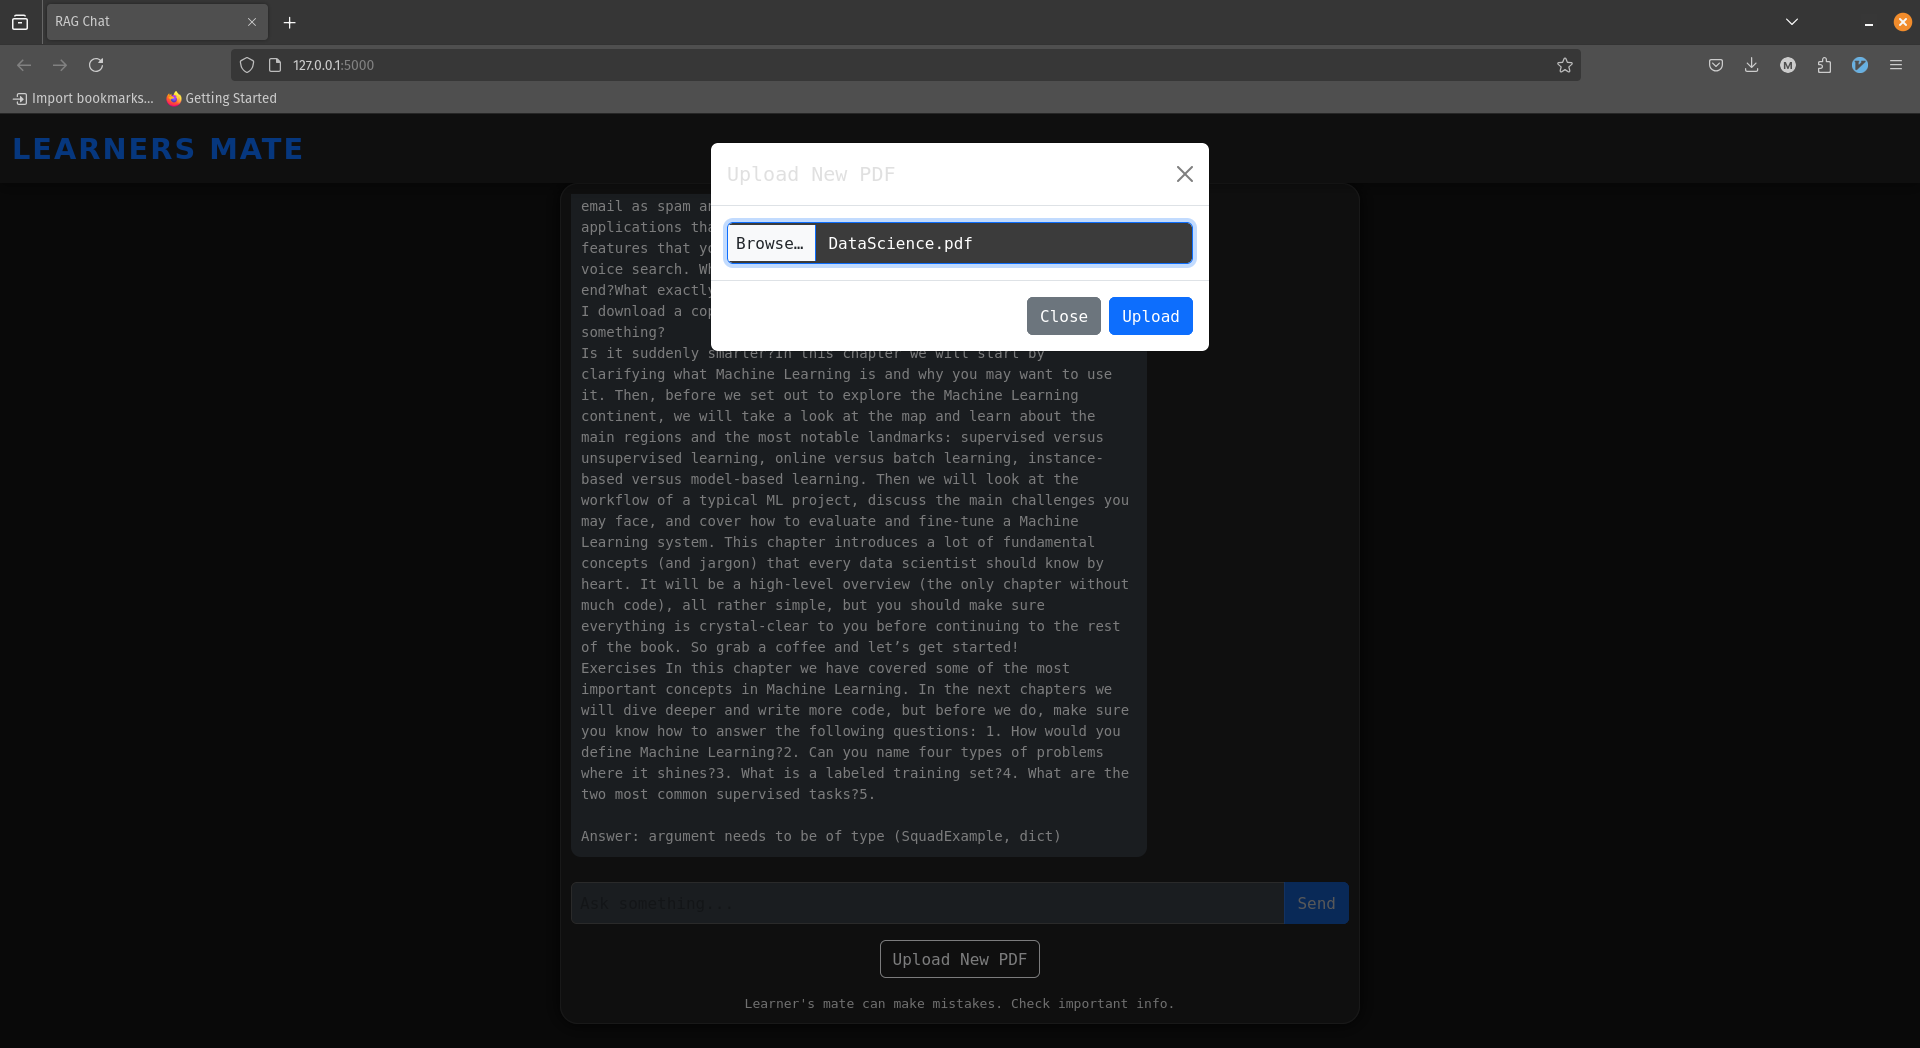 RAG Chat
127.0.0.1:5000
Import bookmarks...
Getting Started
LEARNERS MATE
Upload New PDF
Browse... DataScience.pdf
Close Upload
email as spam
applications
features that
voice search.
end?What exactly
I download a
something?
Is it suddenly smarter?In this chapter we will start by
clarifying what Machine Learning is and why you may want to use
it. Then, before we set out to explore the Machine Learning
continent, we will take a look at the map and learn about the
main regions and the most notable landmarks: supervised versus
unsupervised learning, online versus batch learning, instance-
based versus model-based learning. Then we will look at the
workflow of a typical ML project, discuss the main challenges you
may face, and cover how to evaluate and fine-tune a Machine
Learning system. This chapter introduces a lot of fundamental
concepts (and jargon) that every data scientist should know by
heart. It will be a high-level overview (the only chapter without
much code), all rather simple, but you should make sure
everything is crystal-clear to you before continuing to the rest
of the book. So grab a coffee and let’s get started!
Exercises In this chapter we have covered some of the most
important concepts in Machine Learning. In the next chapters we
will dive deeper and write more code, but before we do, make sure
you know how to answer the following questions: 1. How would you
define Machine Learning?2. Can you name four types of problems
where it shines?3. What is a labeled training set?4. What are the
two most common supervised tasks?5.
Answer: argument needs to be of type (SquadExample, dict)
Ask something...
Send
Upload New PDF
Learner's mate can make mistakes. Check important info.